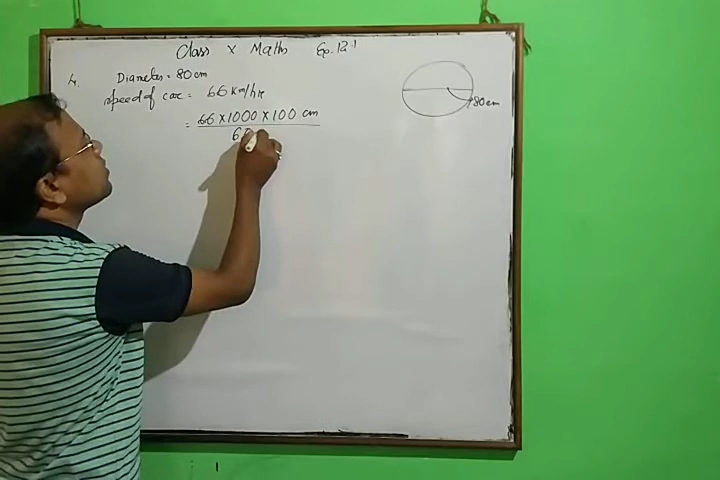 Class X Maths Ex. 12.1
4. Diameter = 80 cm
Speed of car = 66 km/hr
= 66 X 1000 X 100 cm
60
80 cm